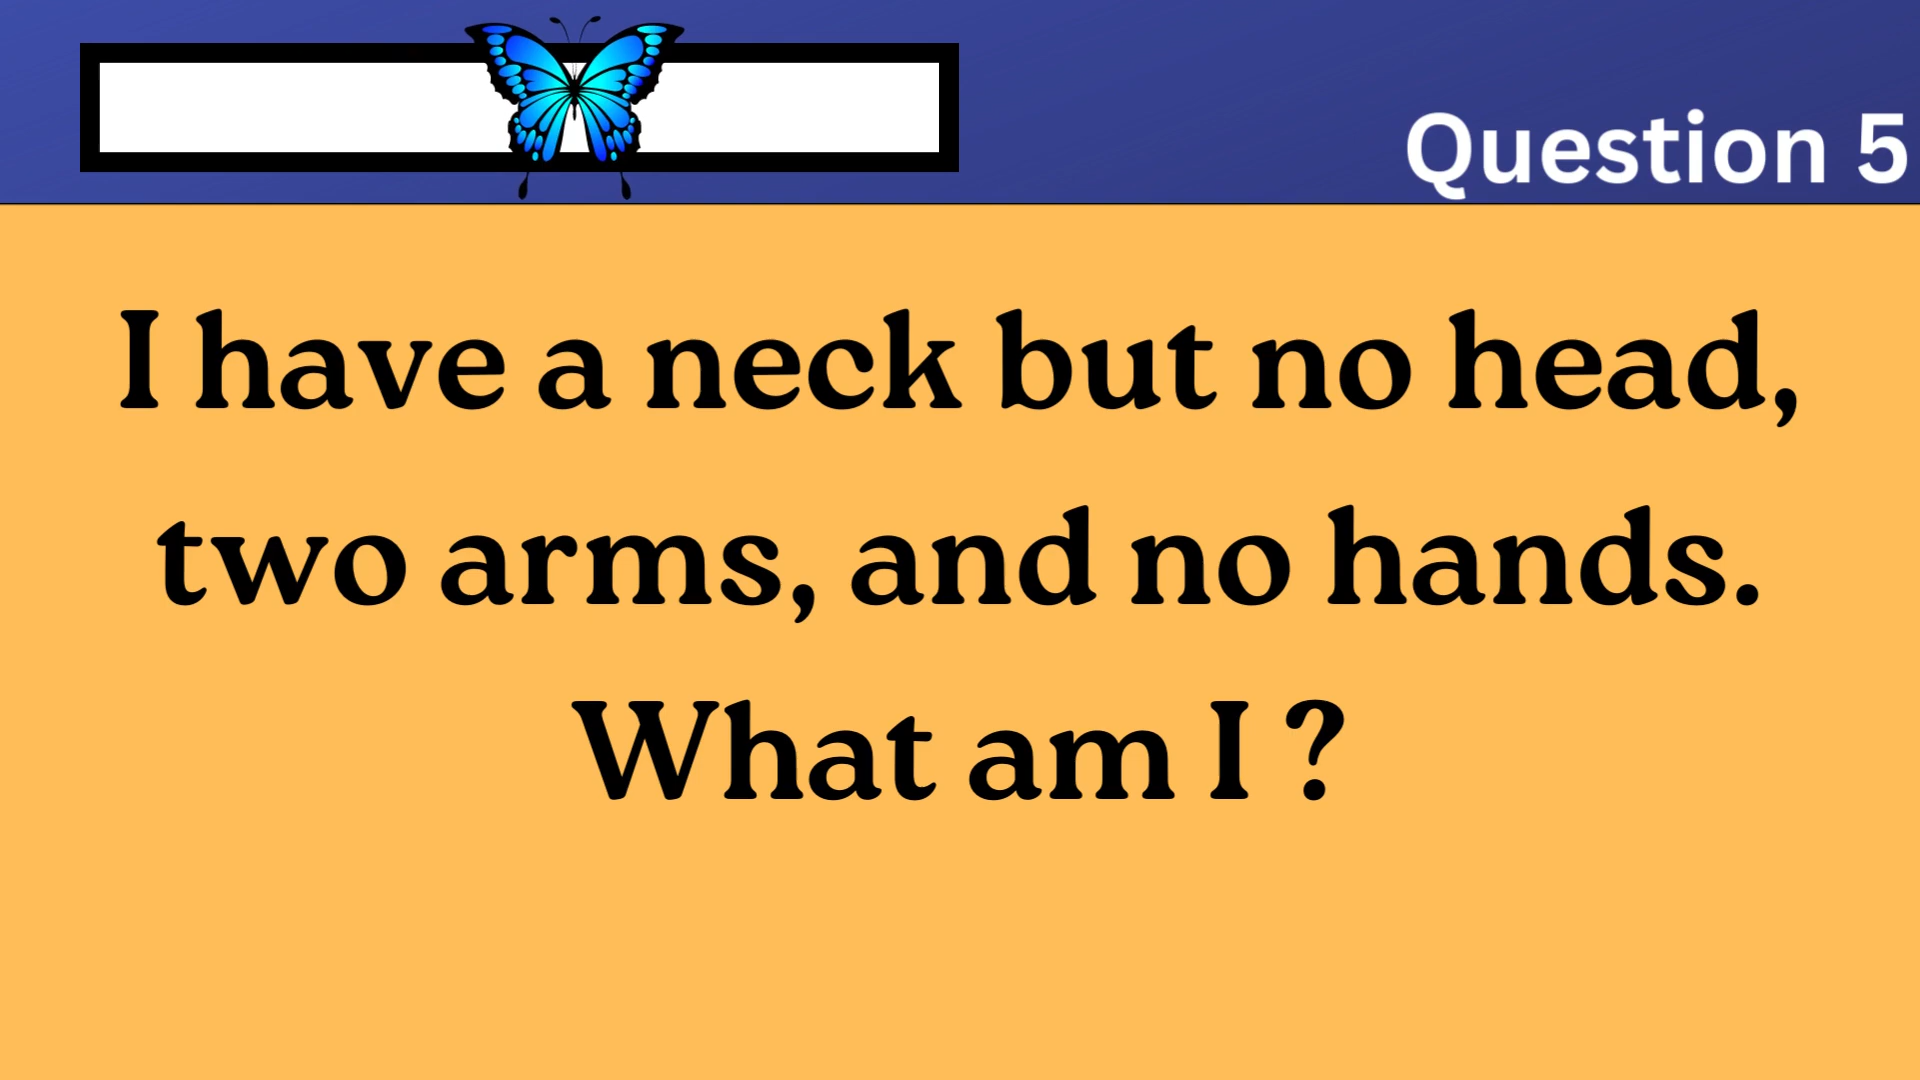 Question 5
I have a neck but no head,
two arms, and no hands.
What am I ?